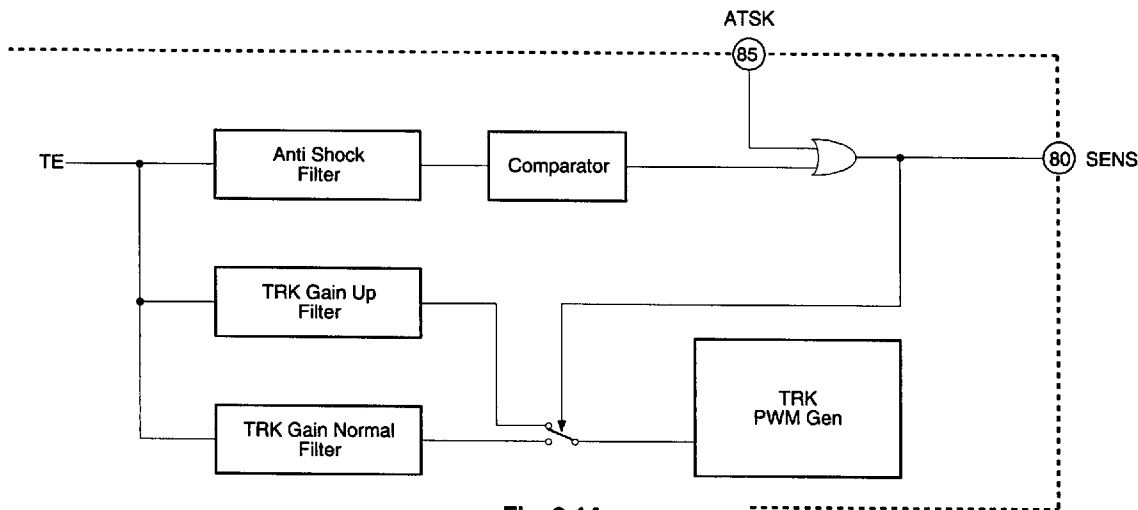 ATSK
85
TE
Anti Shock
Filter
Comparator
80 SENS
TRK Gain Up
Filter
TRK
PWM Gen
TRK Gain Normal
Filter